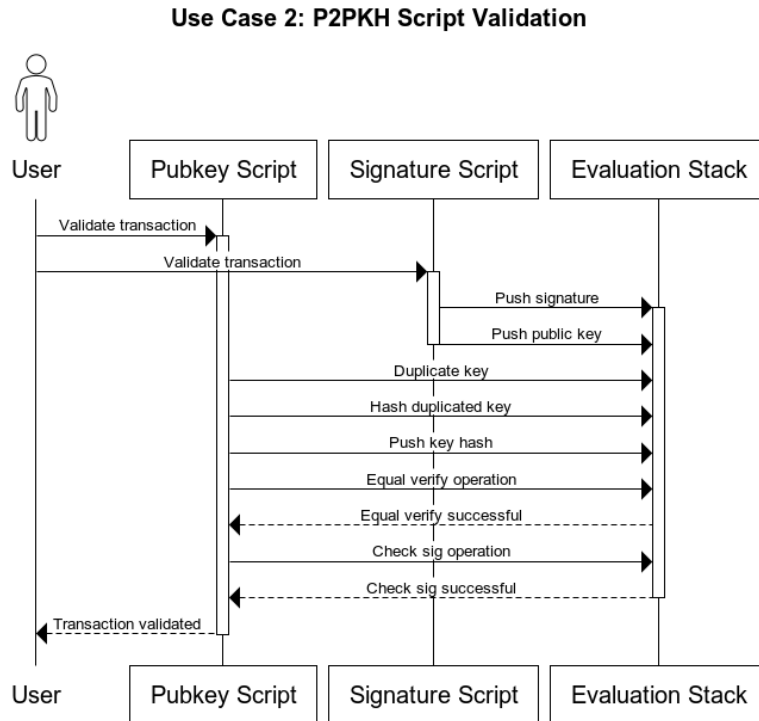 Use Case 2: P2PKH Script Validation
User
Pubkey Script
Signature Script
Evaluation Stack
Validate transaction
Validate transaction
Push signature
Push public key
Duplicate key
Hash duplicated key
Push key hash
Equal verify operation
Equal verify successful
Check sig operation
Check sig successful
Transaction validated
User
Pubkey Script
Signature Script
Evaluation Stack